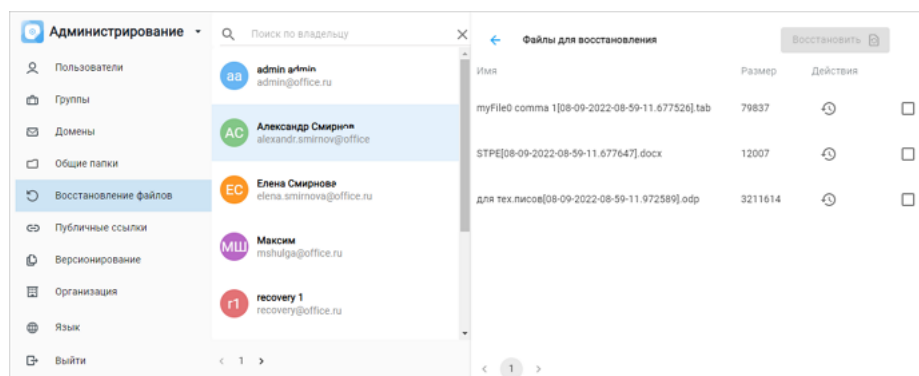 Администрирование
Пользователи
Группы
Домены
Общие папки
Восстановление файлов
Публичные ссылки
Версионирование
Организация
Язык
Выйти
Поиск по владельцу
aa
admin admin
admin@office.ru
АС
Александр Смирнов
alexandr.smirnov@office
ЕС
Елена Смирнова
elena.smirnova@office.ru
МШ
Максим
mshulga@office.ru
r1
recovery 1
recovery@office.ru
1
Файлы для восстановления
Восстановить
Имя Размер Действия
myFile0 comma 1[08-09-2022-08-59-11.677526].tab 79837
STPE[08-09-2022-08-59-11.677647].docx 12007
для тех.писов[08-09-2022-08-59-11.972589].odp 3211614
1